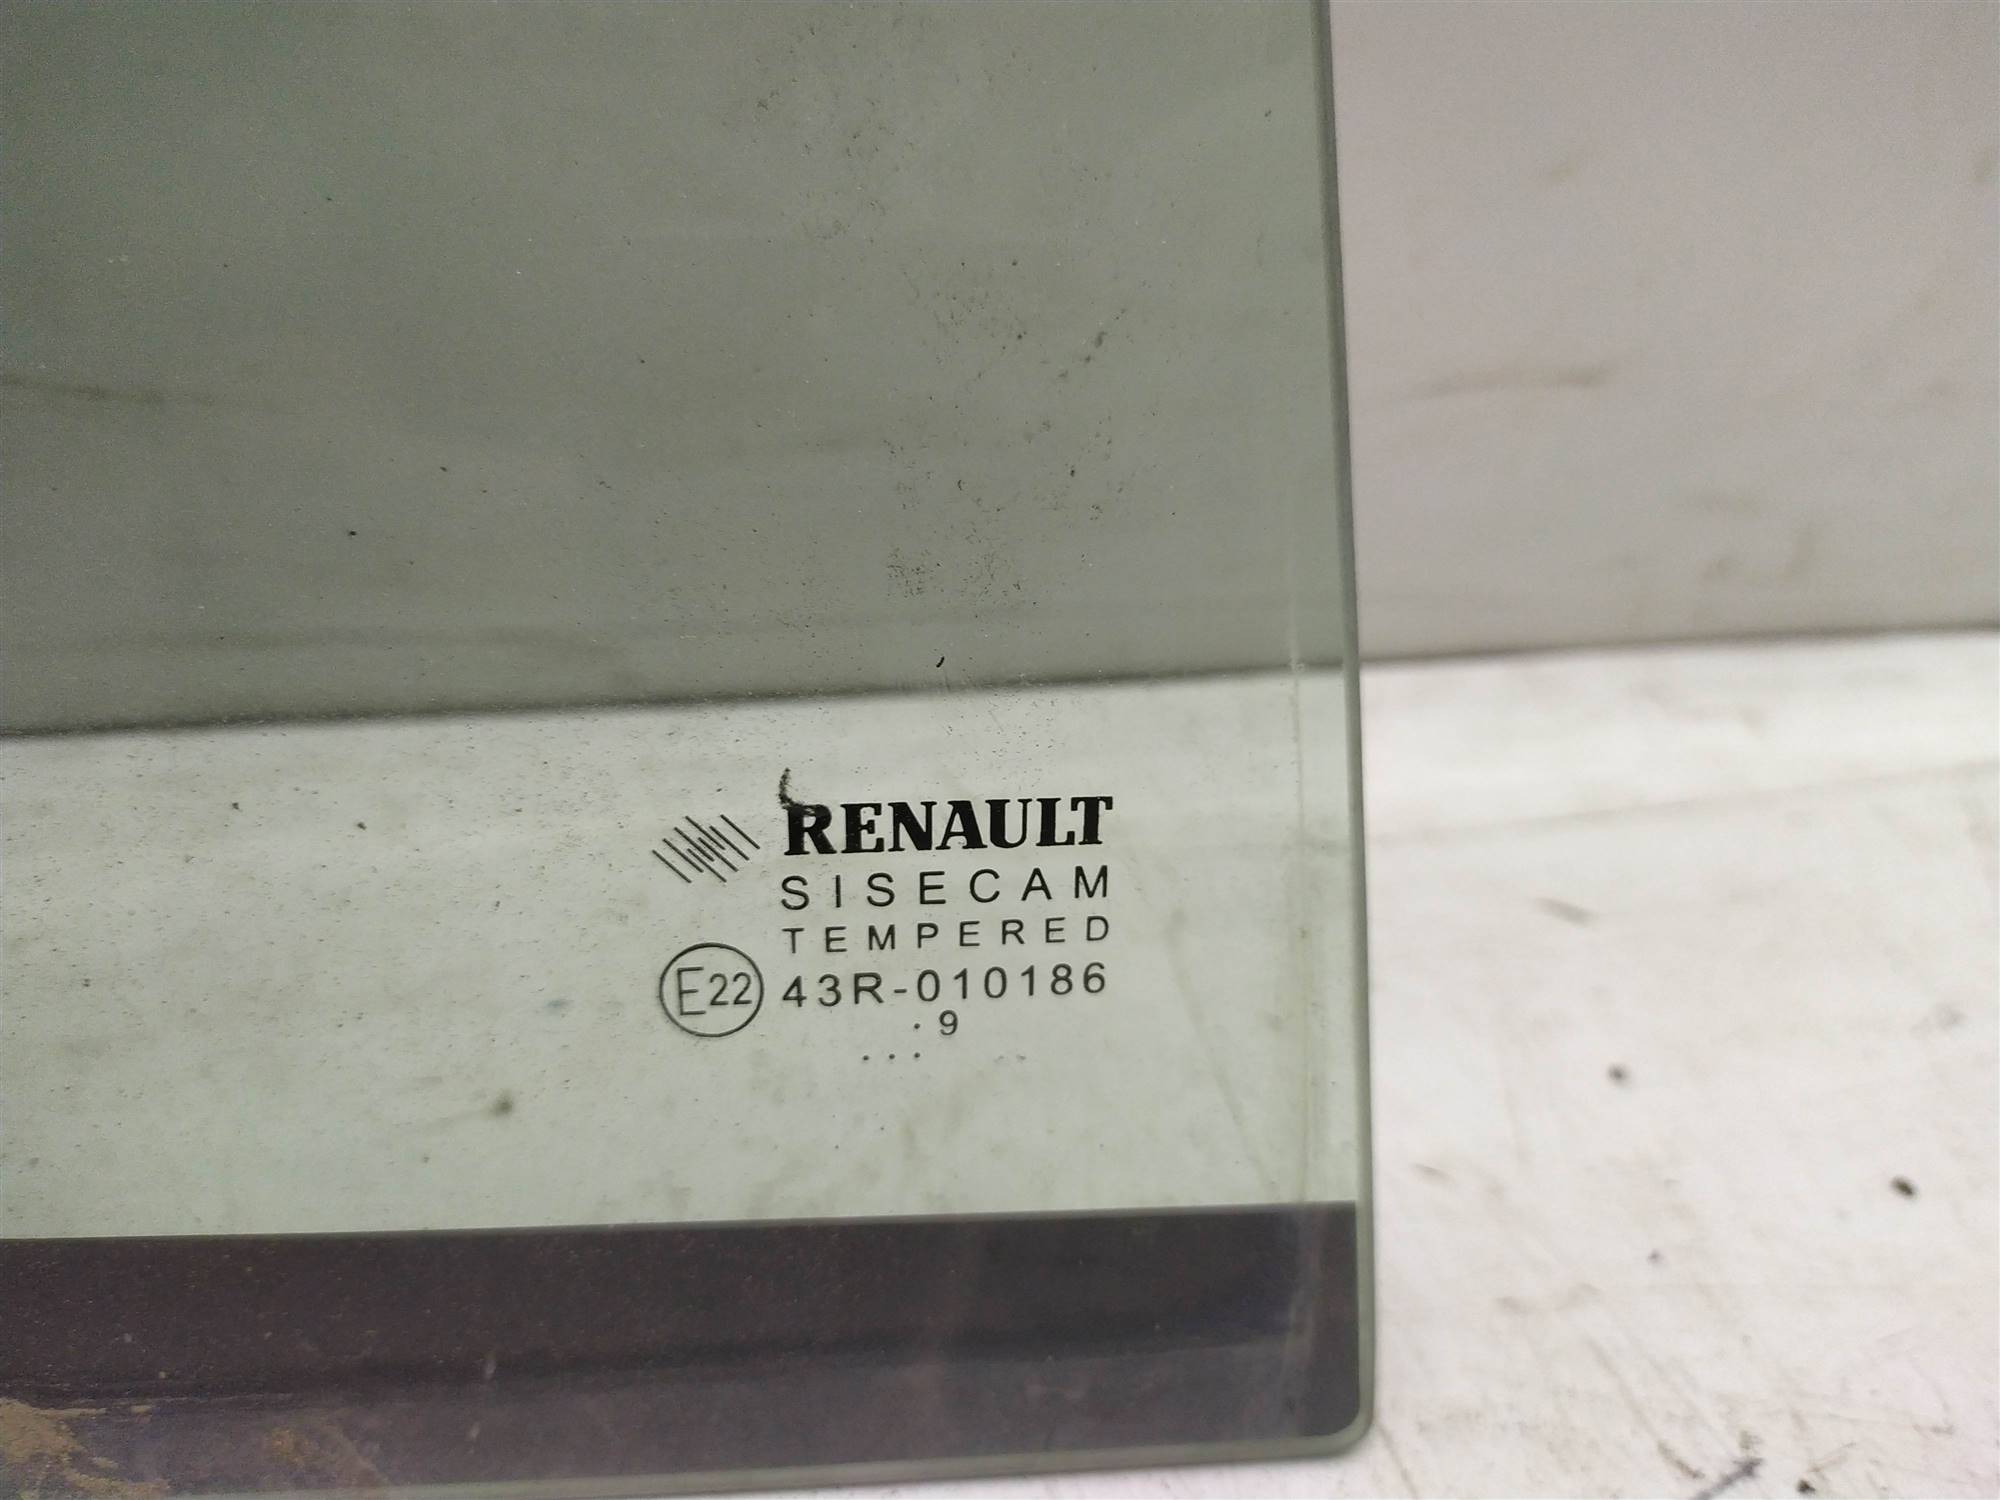 RENAULT
SISECAM
TEMPERED
E22 43R-010186
. 9
...